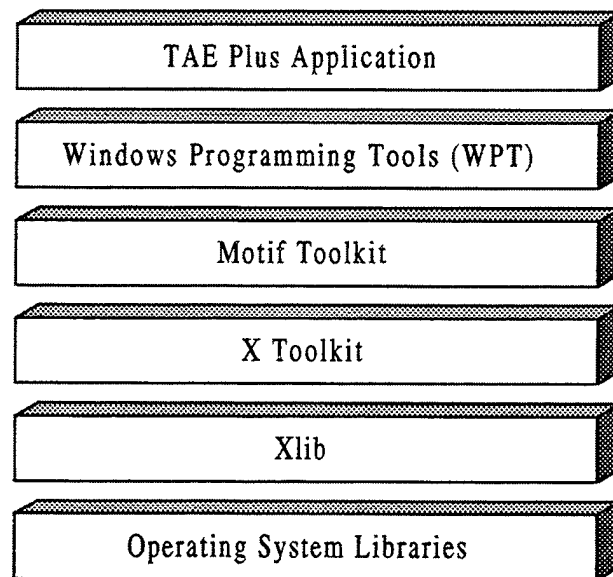 TAE Plus Application
Windows Programming Tools (WPT)
Motif Toolkit
X Toolkit
Xlib
Operating System Libraries